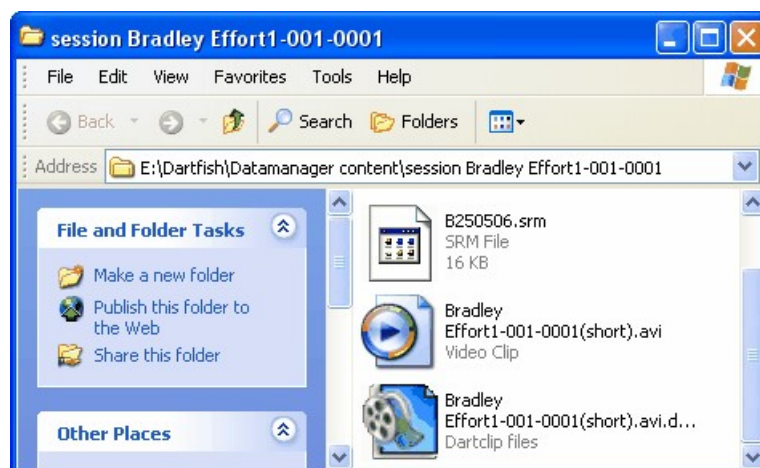 session Bradley Effort1-001-0001
File Edit View Favorites Tools Help
Back Search Folders
Address E:\Dartfish\Datamanager content\session Bradley Effort1-001-0001
File and Folder Tasks
Make a new folder
Publish this folder to
the Web
Share this folder
Other Places
B250506.srm
SRM File
16 KB
Bradley
Effort1-001-0001(short).avi
Video Clip
Bradley
Effort1-001-0001(short).avi.d...
Dartclip files